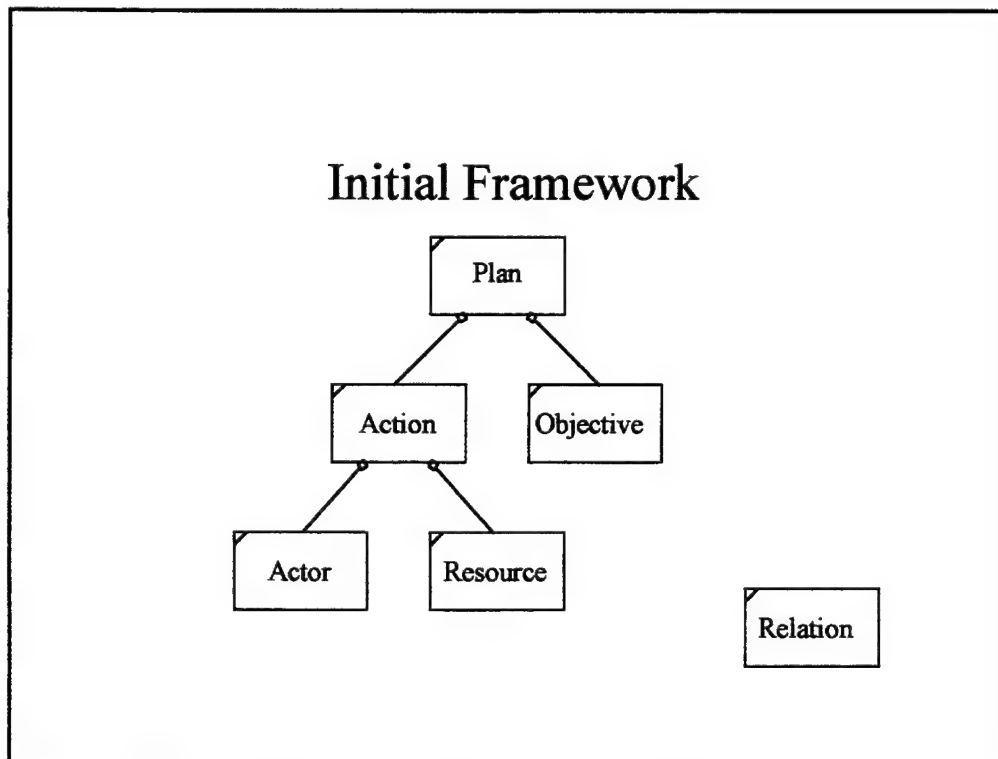 Initial Framework
Plan
Action
Objective
Actor
Resource
Relation